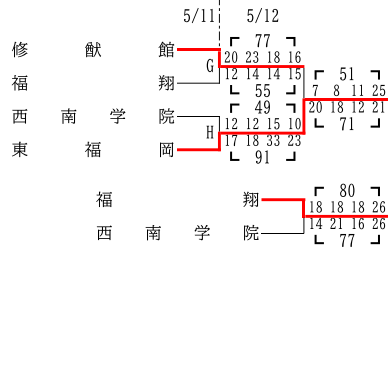 5/11 5/12
77
修猷館 20 23 18 16
G
福翔 12 14 14 15 51
55 7 8 11 25
49 20 18 12 21
西南学院 12 12 15 10 71
H
東福岡 17 18 33 23
91
80
福翔 18 18 18 26
西南学院 14 21 16 26
77